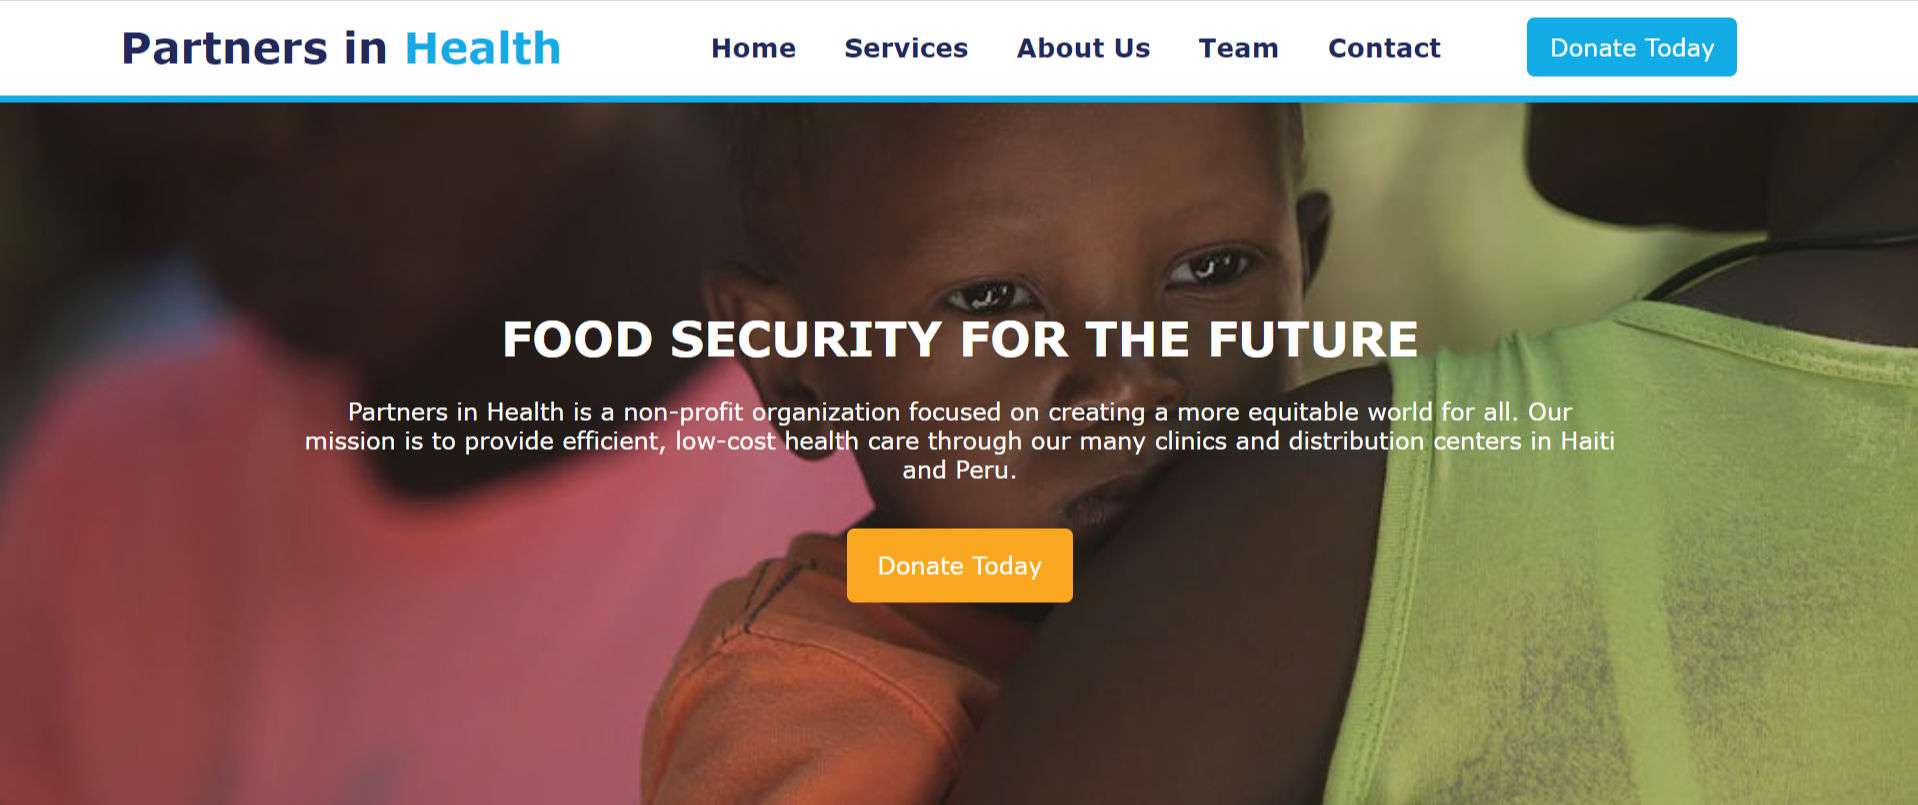 Partners in Health
Home Services About Us Team Contact
Donate Today
FOOD SECURITY FOR THE FUTURE
Partners in Health is a non-profit organization focused on creating a more equitable world for all. Our
mission is to provide efficient, low-cost health care through our many clinics and distribution centers in Haiti
and Peru.
Donate Today